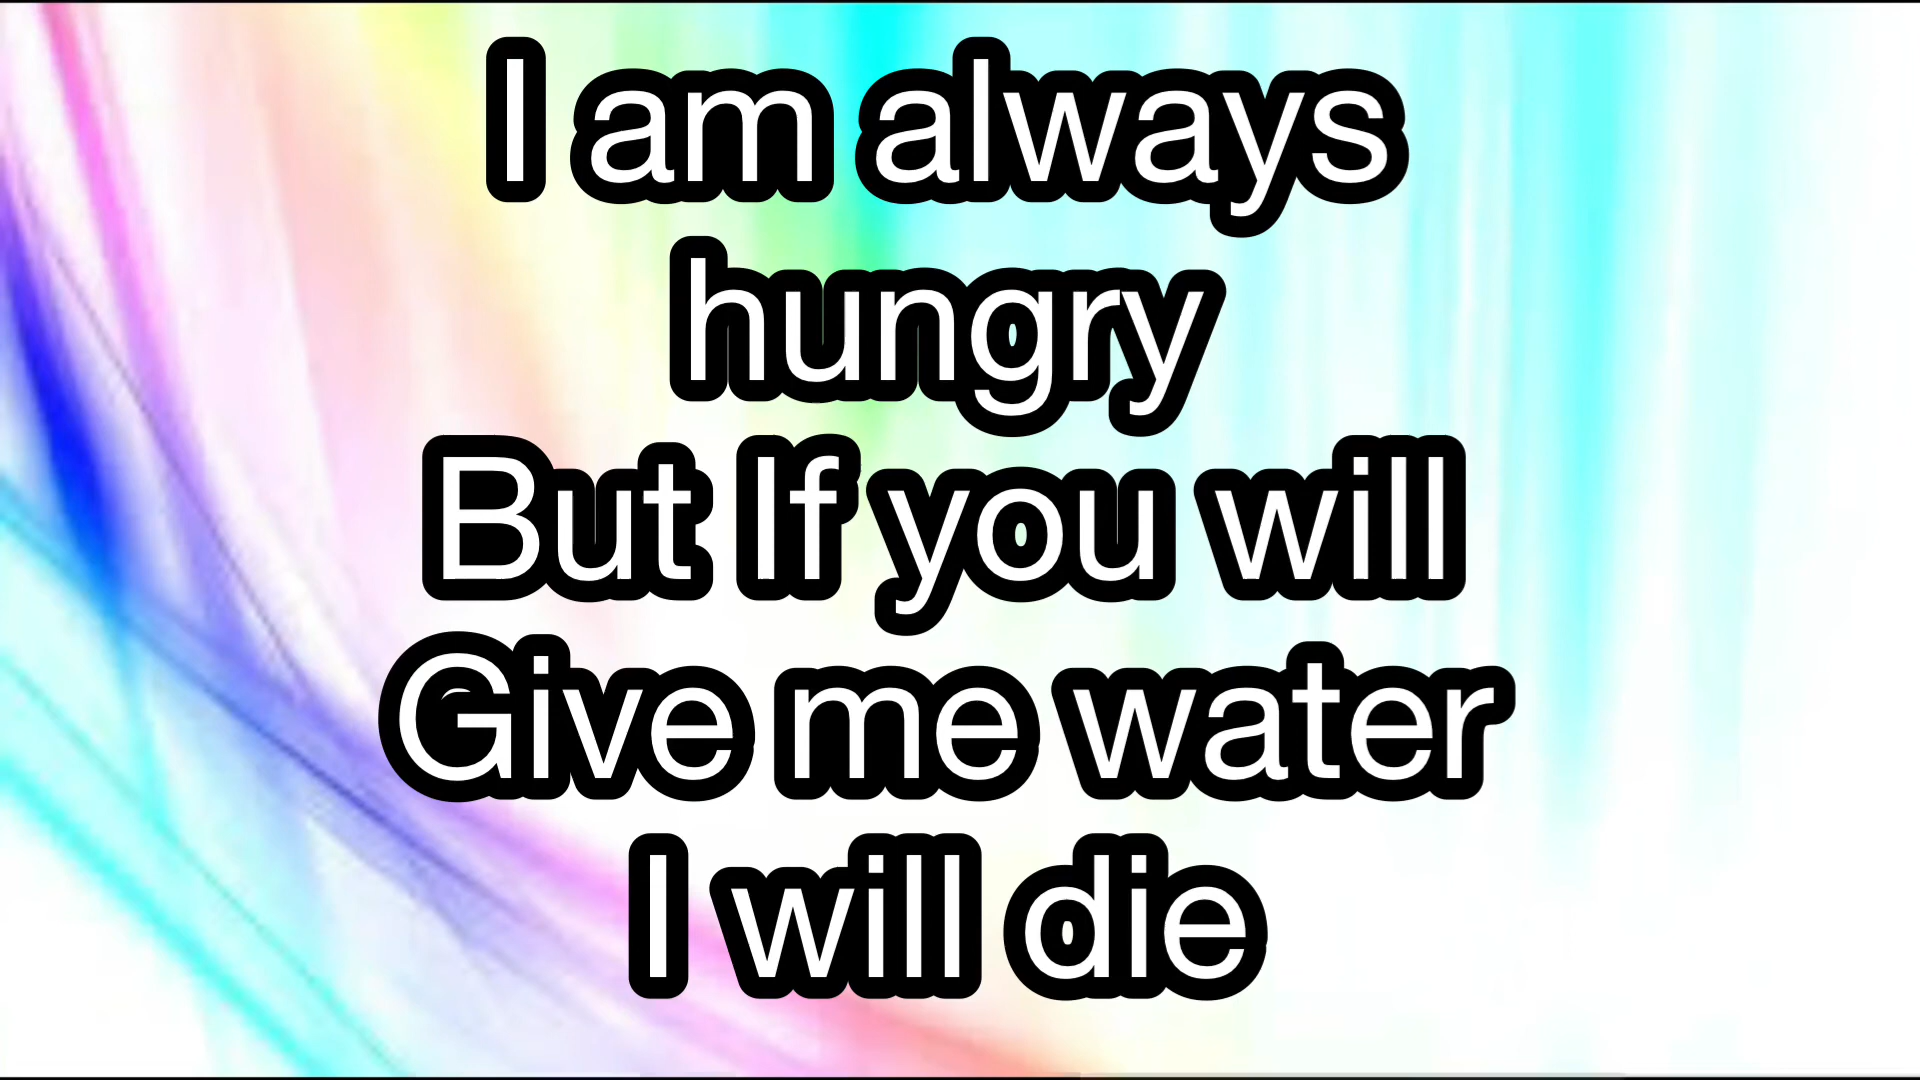 I am always
hungry
But If you will
Give me water
I will die